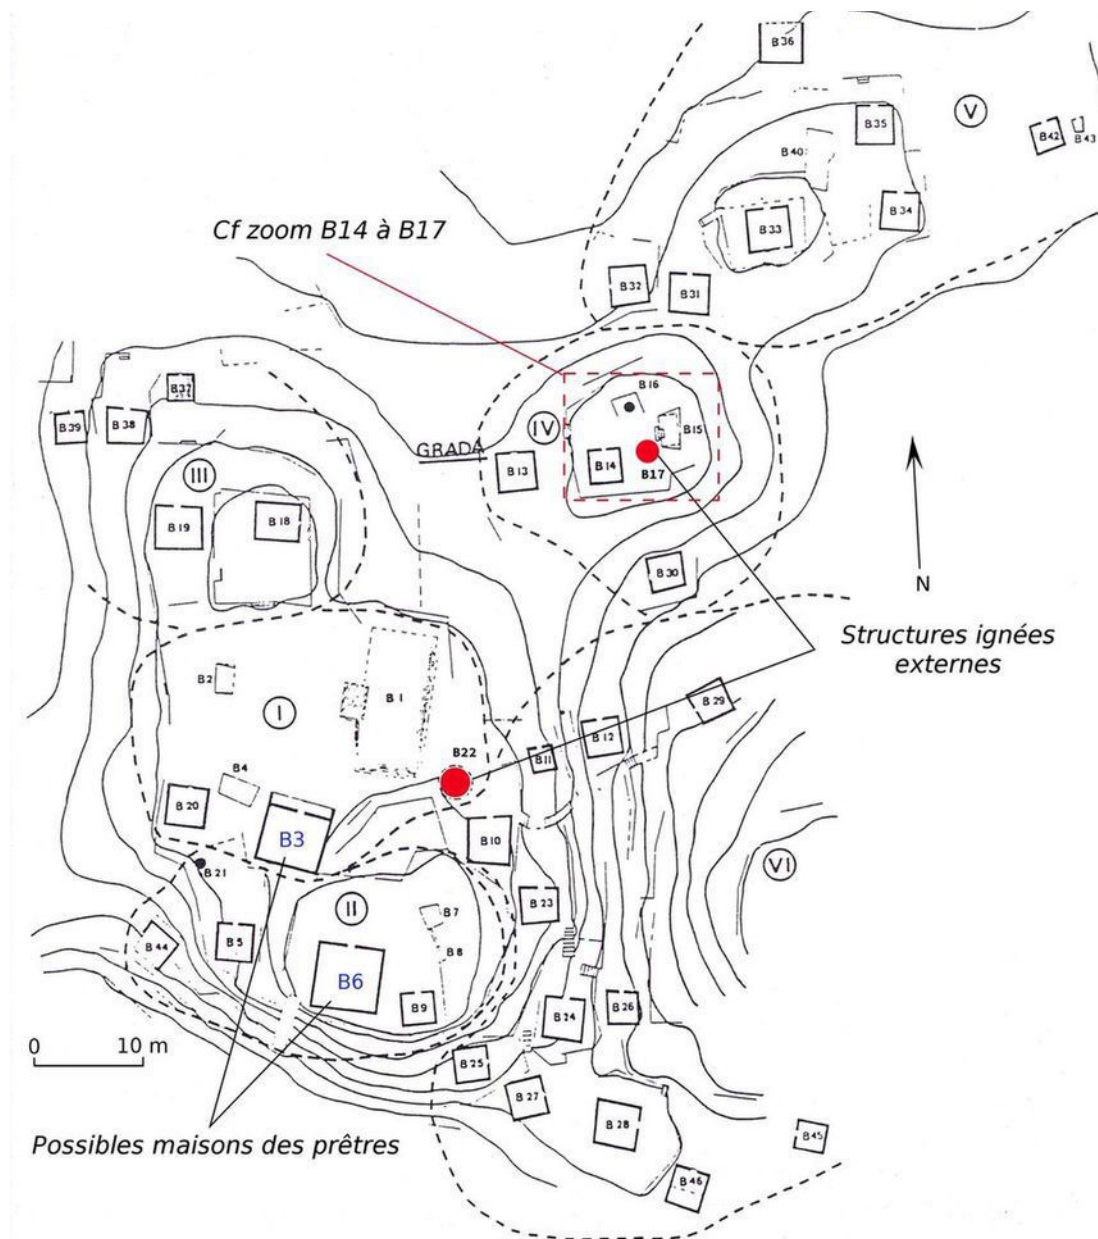 B36
V
B35
B42
B43
B40
B34
B33
Cf zoom B14 à B17
B32
B31
B16
B37
B39
B38
IV
B15
GRADA
B13
B14
B17
III
B19
B18
B30
N
Structures ignées
externes
B2
B1
B29
I
B12
B22
B11
B4
B20
B3
B10
VI
B21
II
B23
B7
B44
B5
B8
B6
B9
B24
B26
0
10 m
B25
B27
B28
B45
Possibles maisons des prêtres
B46